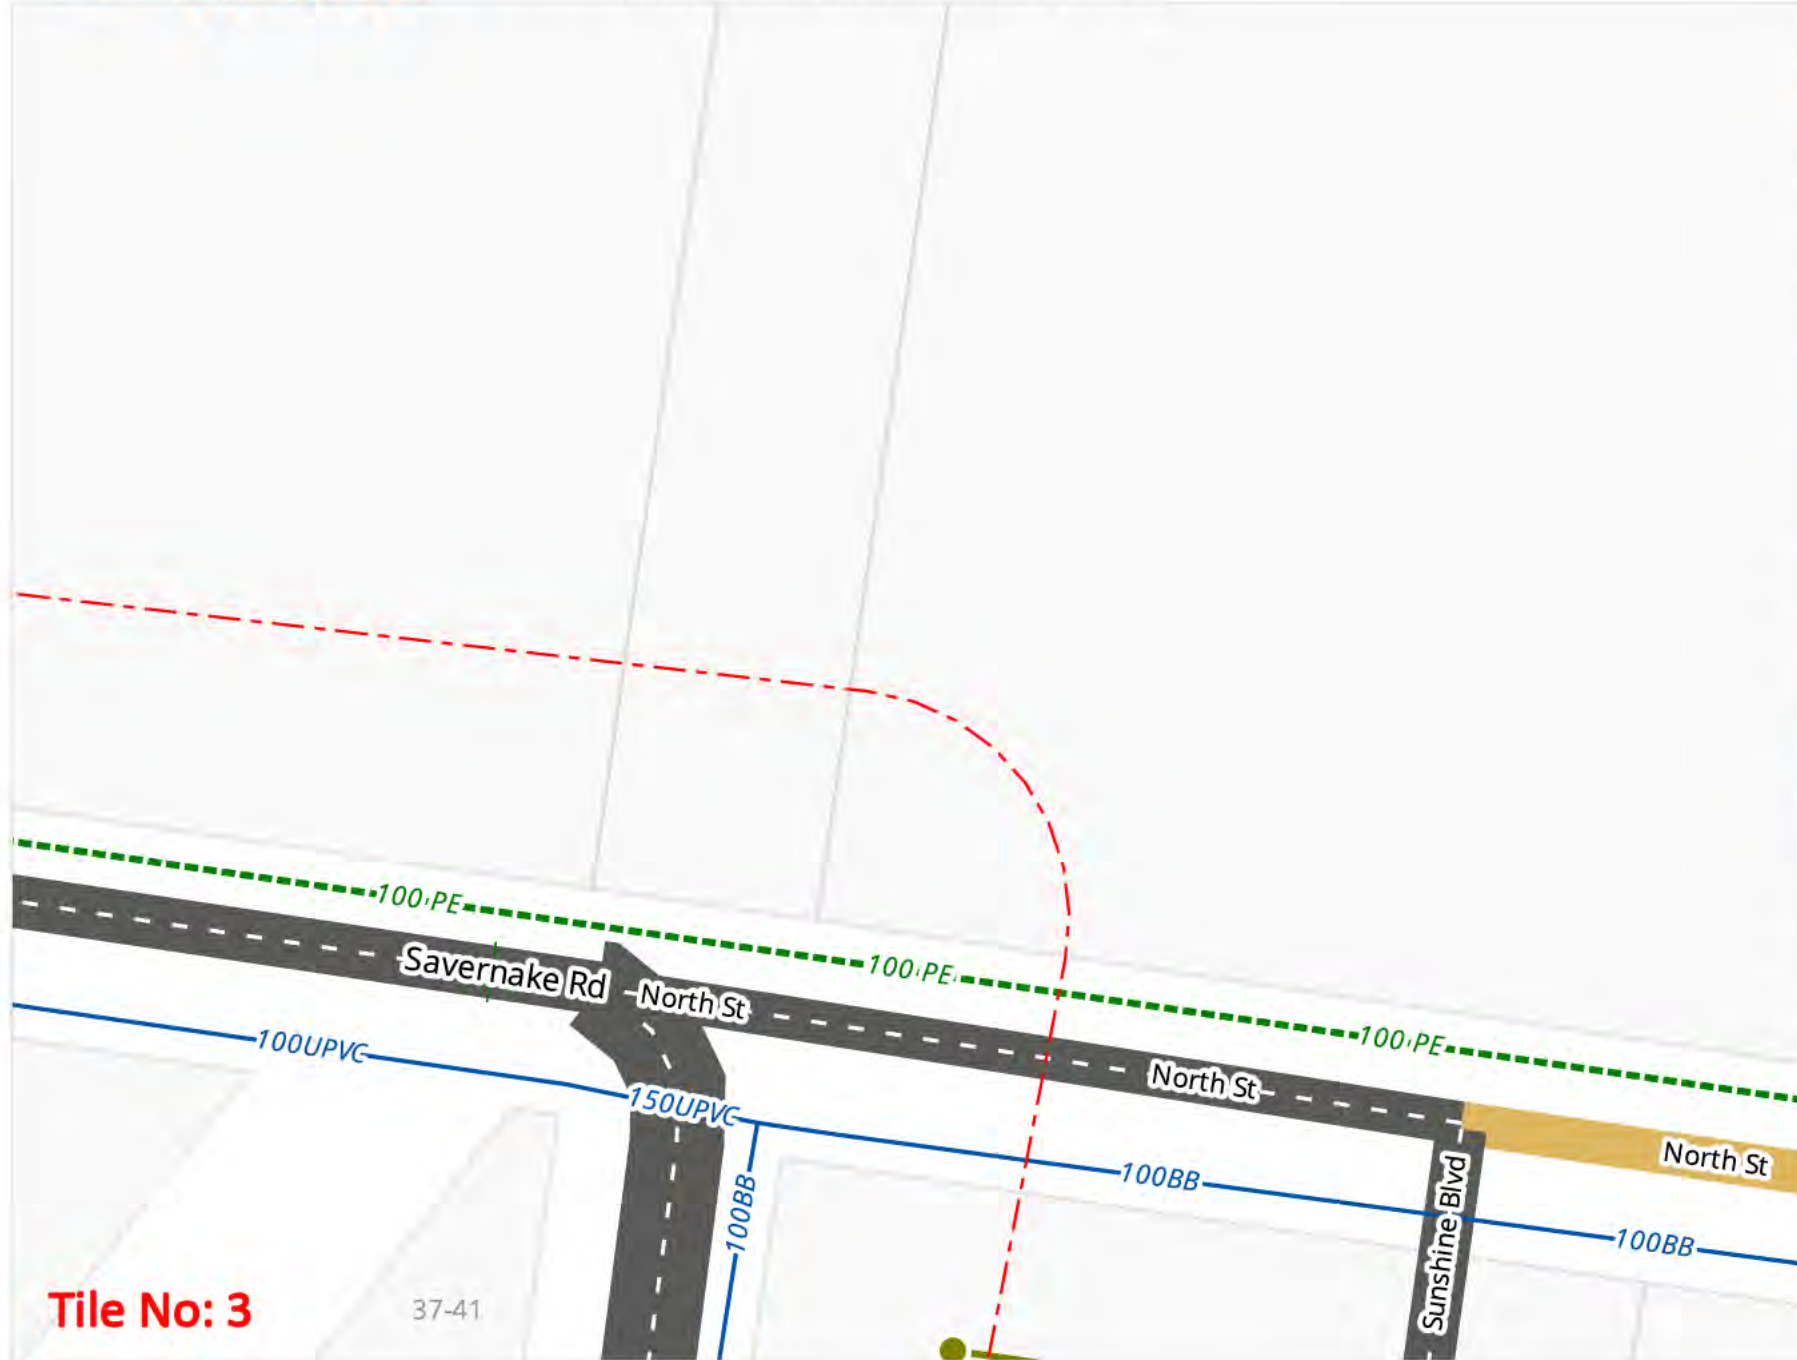 100 PE
Savernake Rd
North St
100 PE
100 PE
100UPVC
North St
150UPVC
North St
100BB
100BB
100BB
Sunshine Blvd
Tile No: 3
37-41